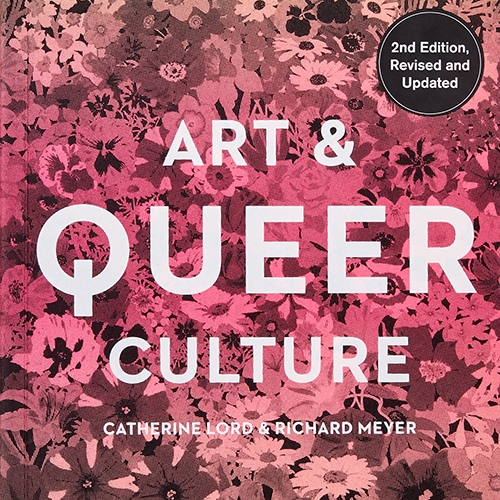 2nd Edition,
Revised and
Updated
ART &
QUEER
CULTURE
CATHERINE LORD & RICHARD MEYER